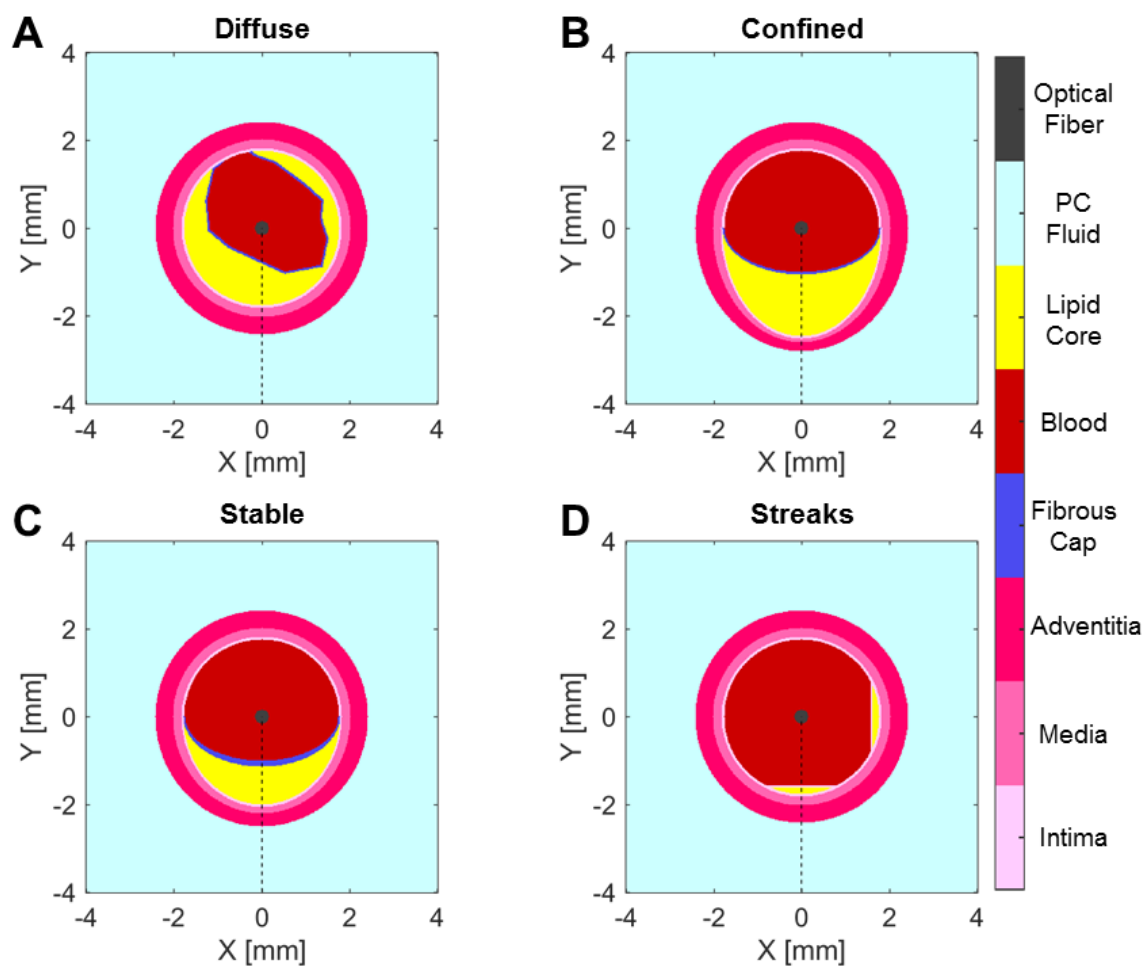 A
Diffuse
4
2
0
-2
-4
Y [mm]
-4 -2 0 2 4
X [mm]
B
Confined
4
2
0
-2
-4
Y [mm]
-4 -2 0 2 4
X [mm]
C
Stable
4
2
0
-2
-4
Y [mm]
-4 -2 0 2 4
X [mm]
D
Streaks
4
2
0
-2
-4
Y [mm]
-4 -2 0 2 4
X [mm]
Optical
Fiber
PC
Fluid
Lipid
Core
Blood
Fibrous
Cap
Adventitia
Media
Intima